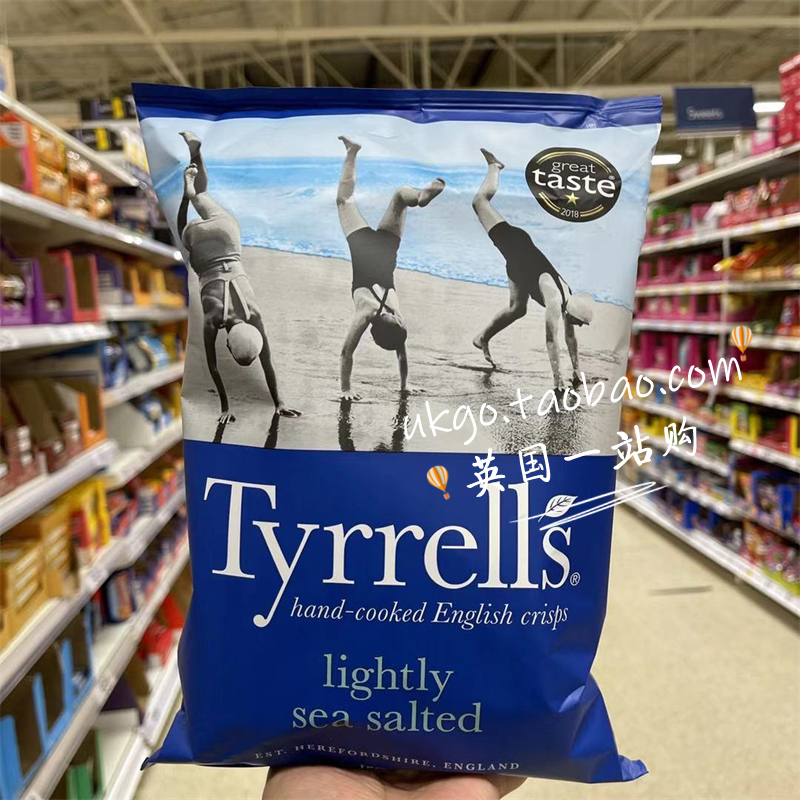 Sweets
great
taste®
2018
ukgo.taobao.com
英国一站购
Tyrrells®
hand-cooked English crisps
lightly
sea salted
EST. HEREFORDSHIRE, ENGLAND